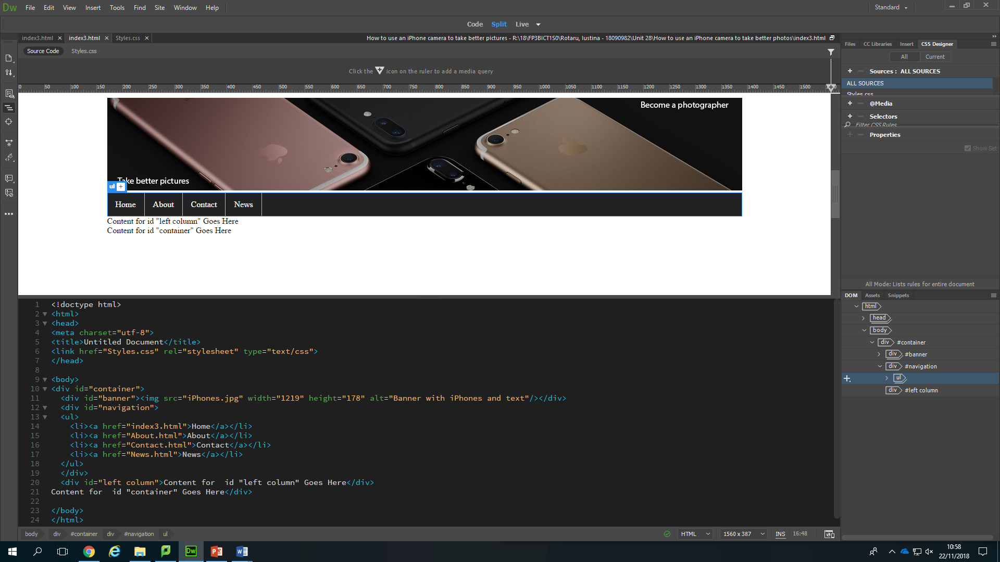 Dw File Edit View Insert Tools Find Site Window Help Standard
Code Split Live
index3.html index3.html Styles.css How to use an iPhone camera to take better pictures - R:\18\FP3BICT1S0\Rotaru, Iustina - 18090982\Unit 28\How to use an iPhone camera to take better photos\index3.html
Source Code Styles.css
Click the icon on the ruler to add a media query
0 50 100 150 200 250 300 350 400 450 500 550 600 650 700 750 800 850 900 950 1000 1050 1100 1150 1200 1250 1300 1350 1400 1450 1500
Become a photographer
Take better pictures
ul +
Home About Contact News
Content for id "left column" Goes Here
Content for id "container" Goes Here
1 <!doctype html>
2 <html>
3 <head>
4 <meta charset="utf-8">
5 <title>Untitled Document</title>
6 <link href="Styles.css" rel="stylesheet" type="text/css">
7 </head>
8
9 <body>
10 <div id="container">
11 <div id="banner"><img src="iPhones.jpg" width="1219" height="178" alt="Banner with iPhones and text"/></div>
12 <div id="navigation">
13 <ul>
14 <li><a href="index3.html">Home</a></li>
15 <li><a href="About.html">About</a></li>
16 <li><a href="Contact.html">Contact</a></li>
17 <li><a href="News.html">News</a></li>
18 </ul>
19 </div>
20 <div id="left column">Content for  id "left column" Goes Here</div>
21 Content for  id "container" Goes Here</div>
22
23 </body>
24 </html>
body div #container div #navigation ul HTML 1560 x 387 INS 16:48
Files CC Libraries Insert CSS Designer
All Current
Sources : ALL SOURCES
ALL SOURCES
Styles.css
@Media
Selectors
Filter CSS Rules
Properties
Show Set
All Mode: Lists rules for entire document
DOM Assets Snippets
html
head
body
div #container
div #banner
div #navigation
ul
div #left column
10:58
22/11/2018